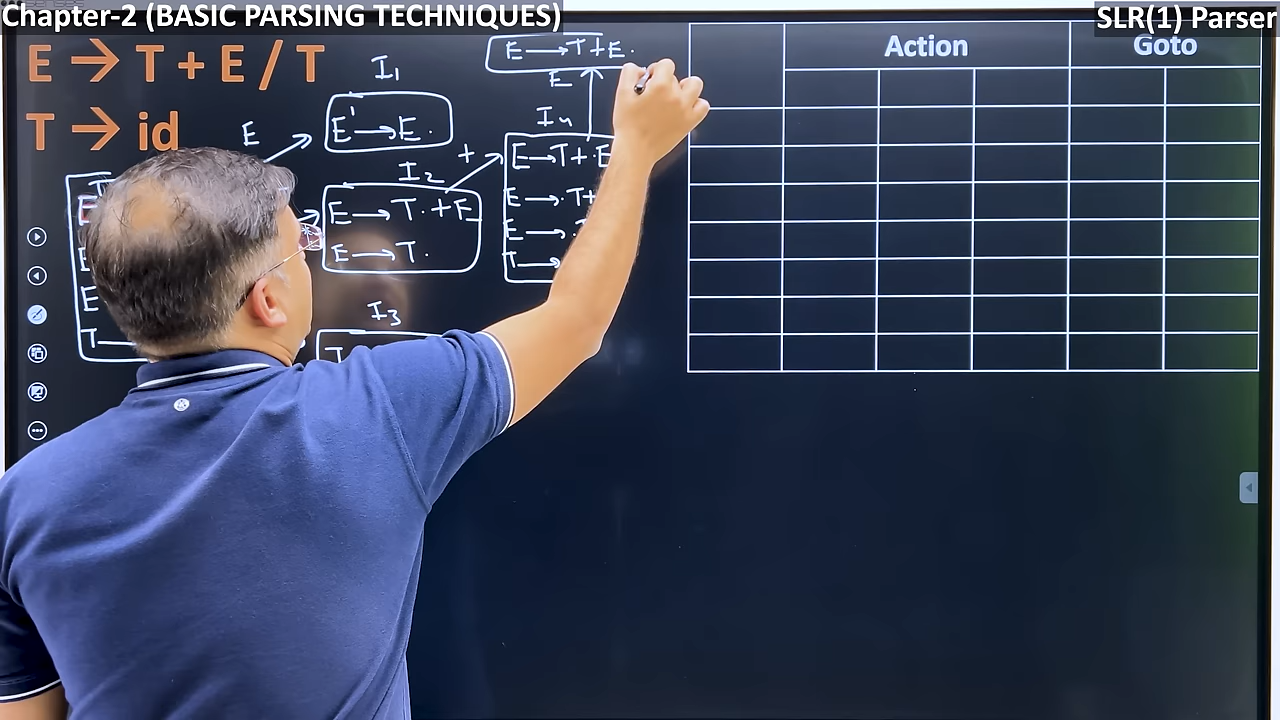 Chapter-2 (BASIC PARSING TECHNIQUES)
SLR(1) Parser
E → T + E / T
T → id
E → T + E .
E
I₁
E' → E .
E
I₂
E → T . + E
E → T .
+
I₄
E → T + . E
E → . T +
E → .
T →
I₃
T
E
E
E
T
Action
Goto